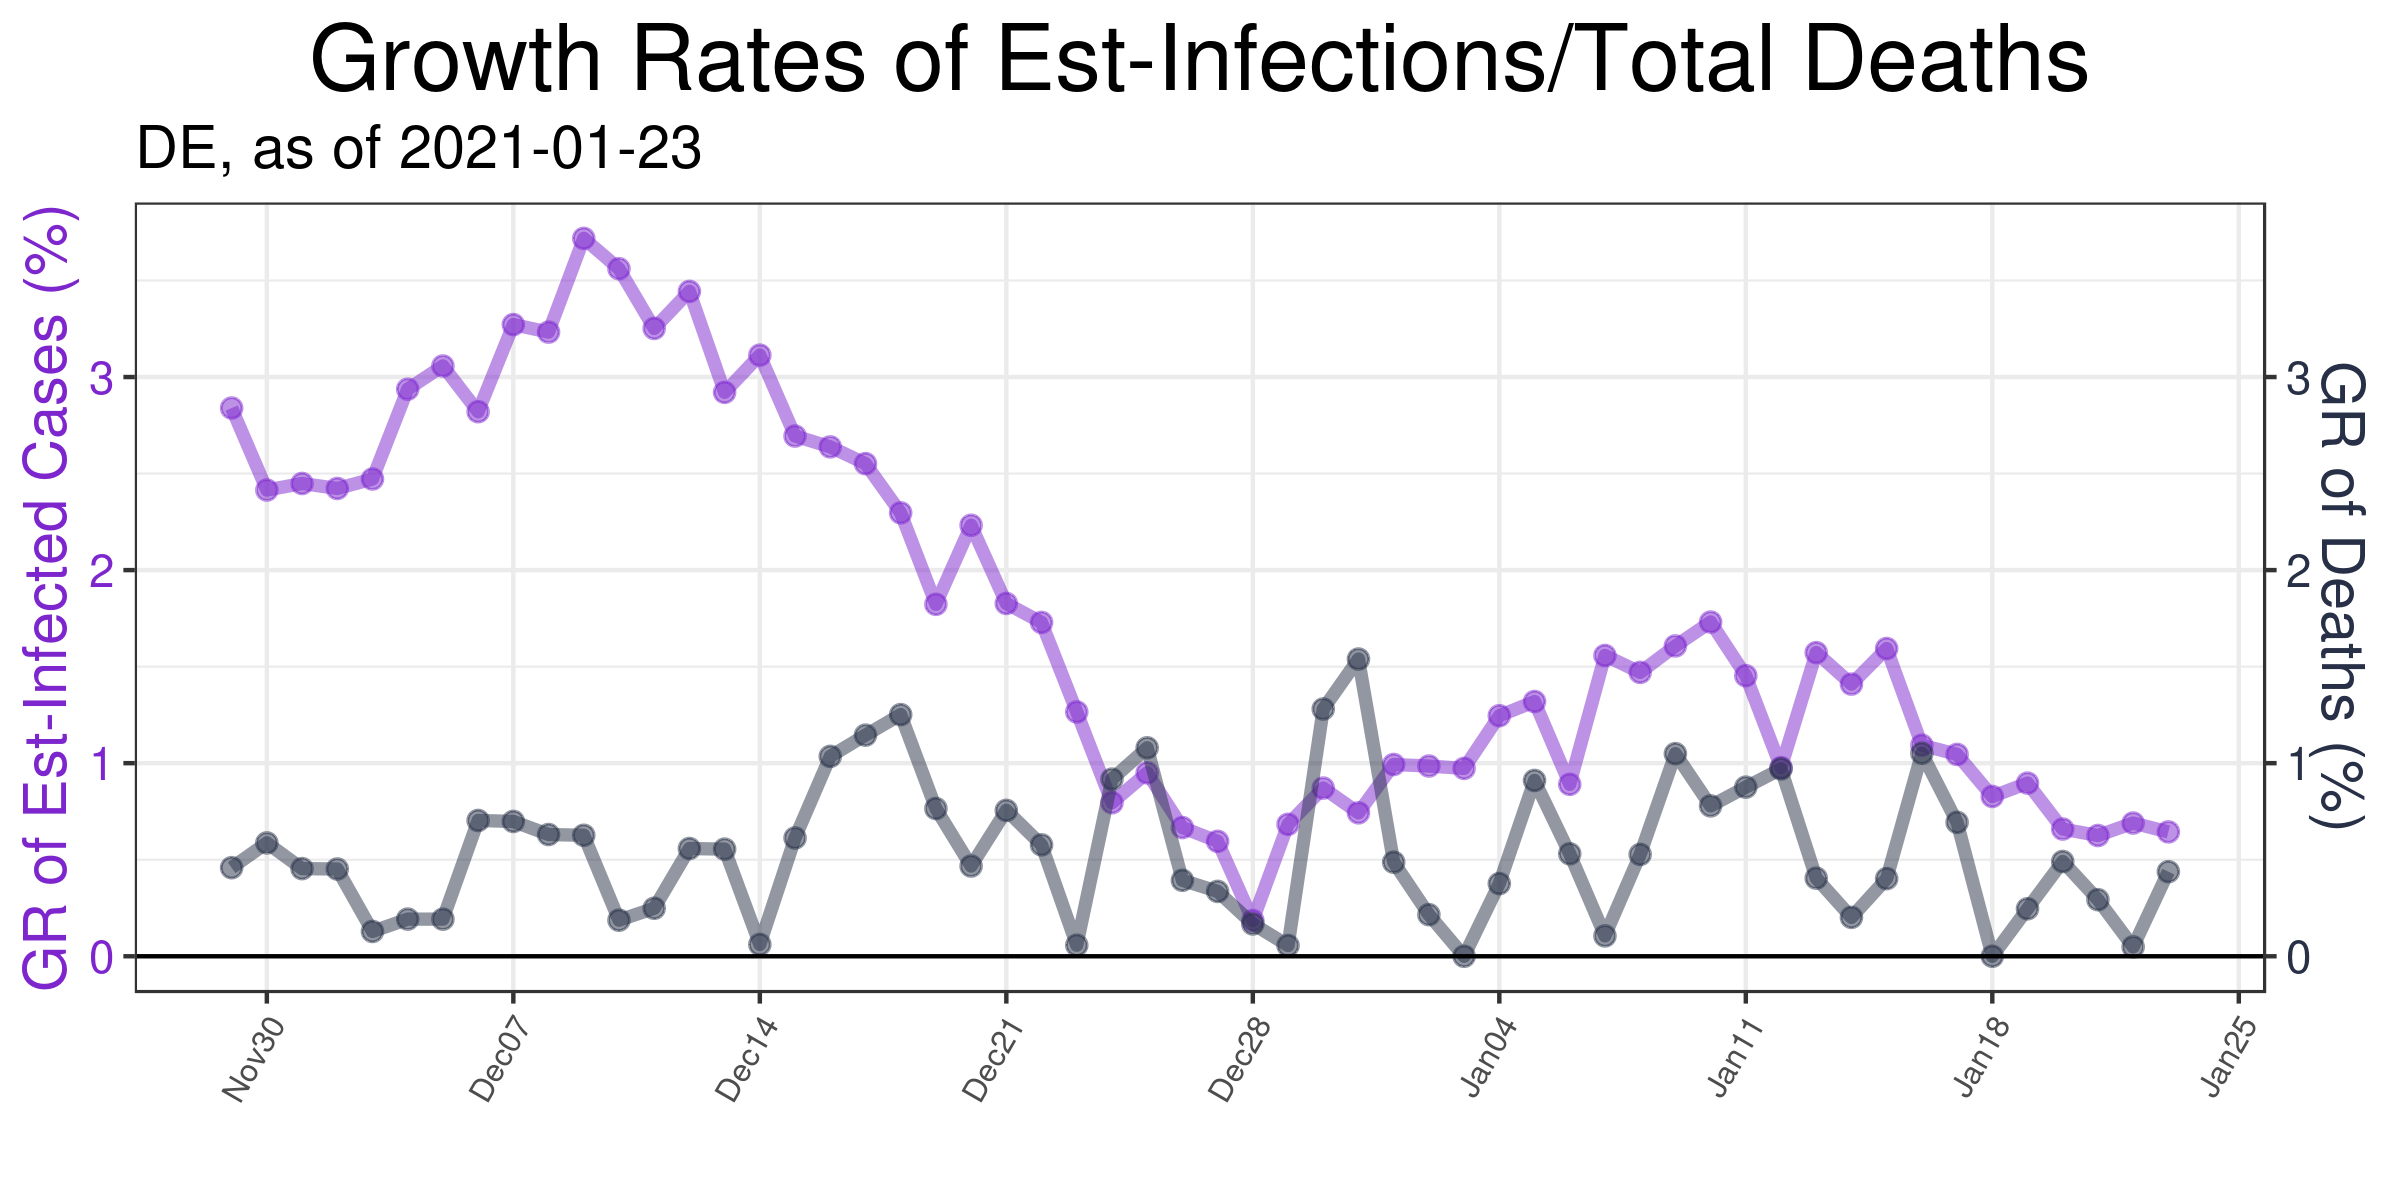 Growth Rates of Est-Infections/Total Deaths
DE, as of 2021-01-23
GR of Est-Infected Cases (%)
3
2
1
0
3
2
1
0
GR of Deaths (%)
Nov30
Dec07
Dec14
Dec21
Dec28
Jan04
Jan11
Jan18
Jan25